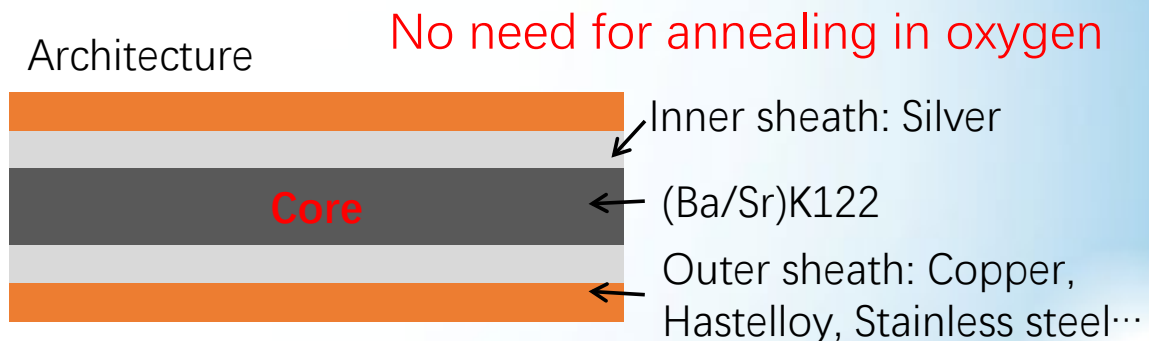 No need for annealing in oxygen
Architecture
Inner sheath: Silver
Core
(Ba/Sr)K122
Outer sheath: Copper,
Hastelloy, Stainless steel…